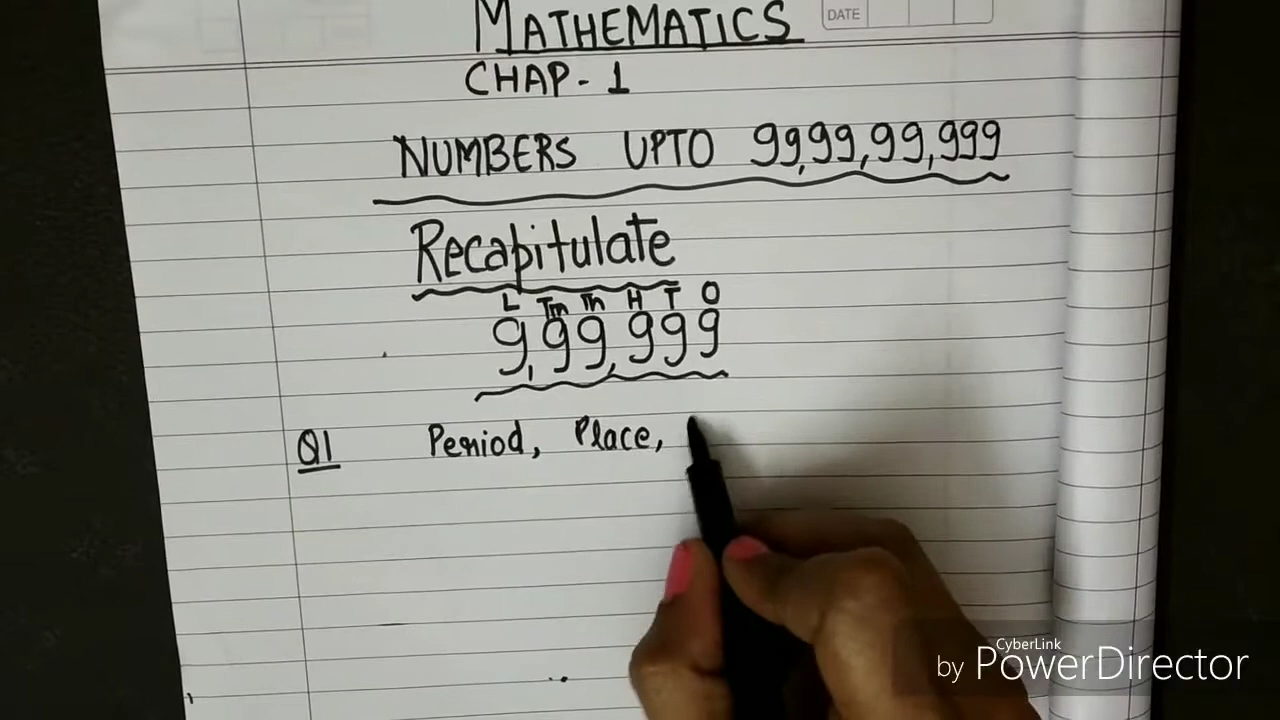 MATHEMATICS
DATE
CHAP-1
NUMBERS UPTO 99,99,99,999
Recapitulate
L Tth Th H T O
9,99,999
Q1 Period, Place,
CyberLink
by PowerDirector